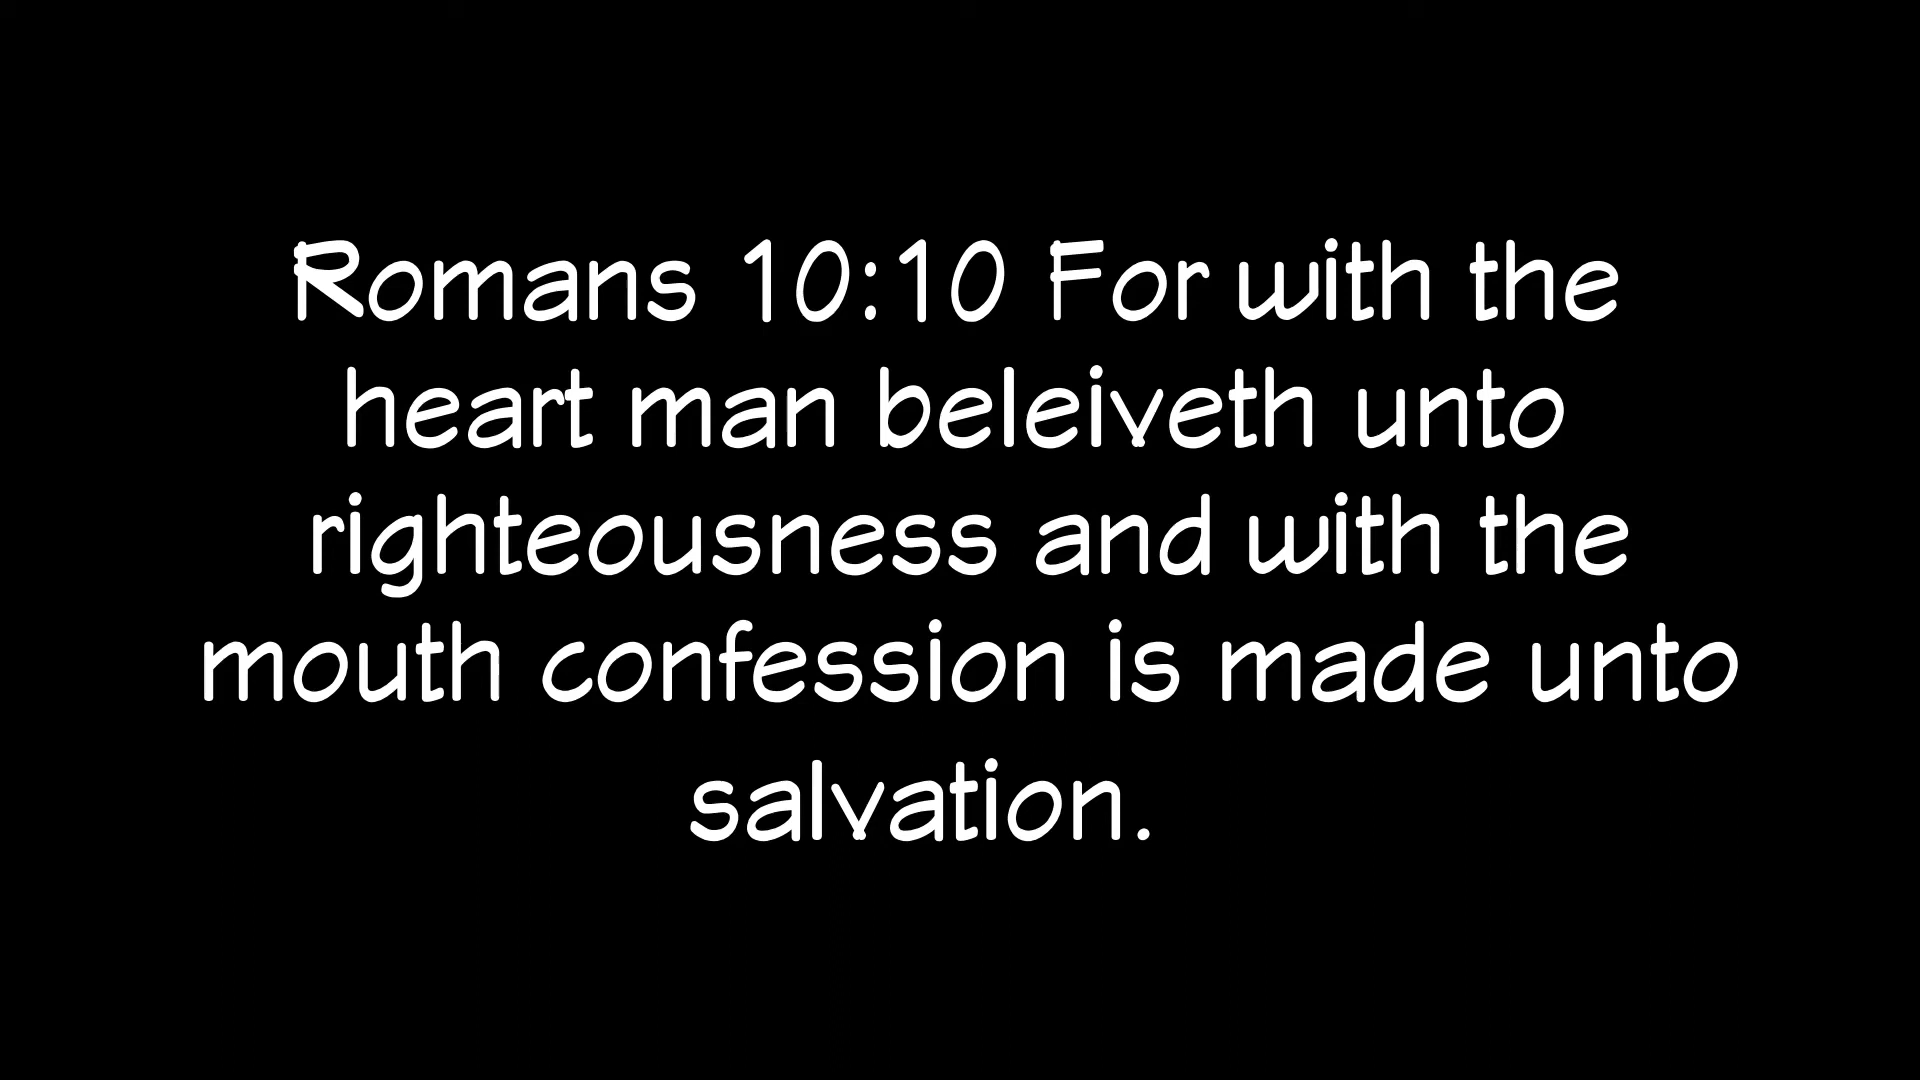 Romans 10:10 For with the
heart man beleiveth unto
righteousness and with the
mouth confession is made unto
salvation.